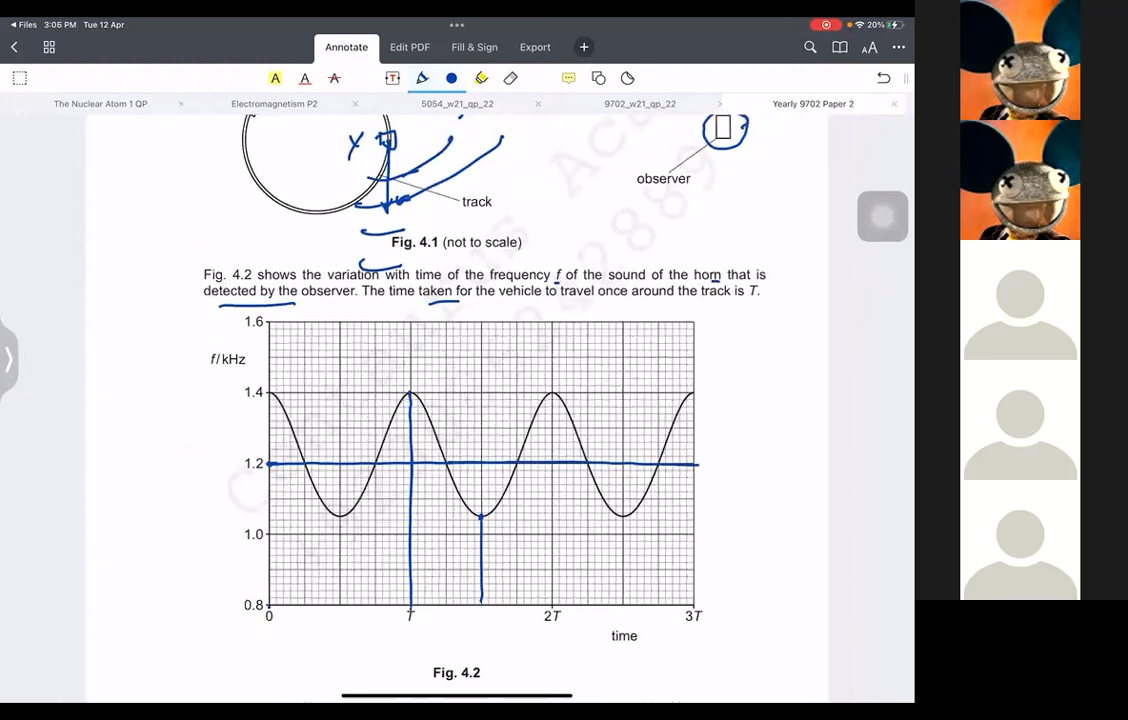 Files 3:06 PM Tue 12 Apr
20%
Annotate Edit PDF Fill & Sign Export
The Nuclear Atom 1 QP Electromagnetism P2 5054_w21_qp_22 9702_w21_qp_22 Yearly 9702 Paper 2
X
observer
track
Fig. 4.1 (not to scale)
Fig. 4.2 shows the variation with time of the frequency f of the sound of the horn that is
detected by the observer. The time taken for the vehicle to travel once around the track is T.
1.6
f / kHz
1.4
1.2
1.0
0.8
0 T 2T 3T
time
Fig. 4.2